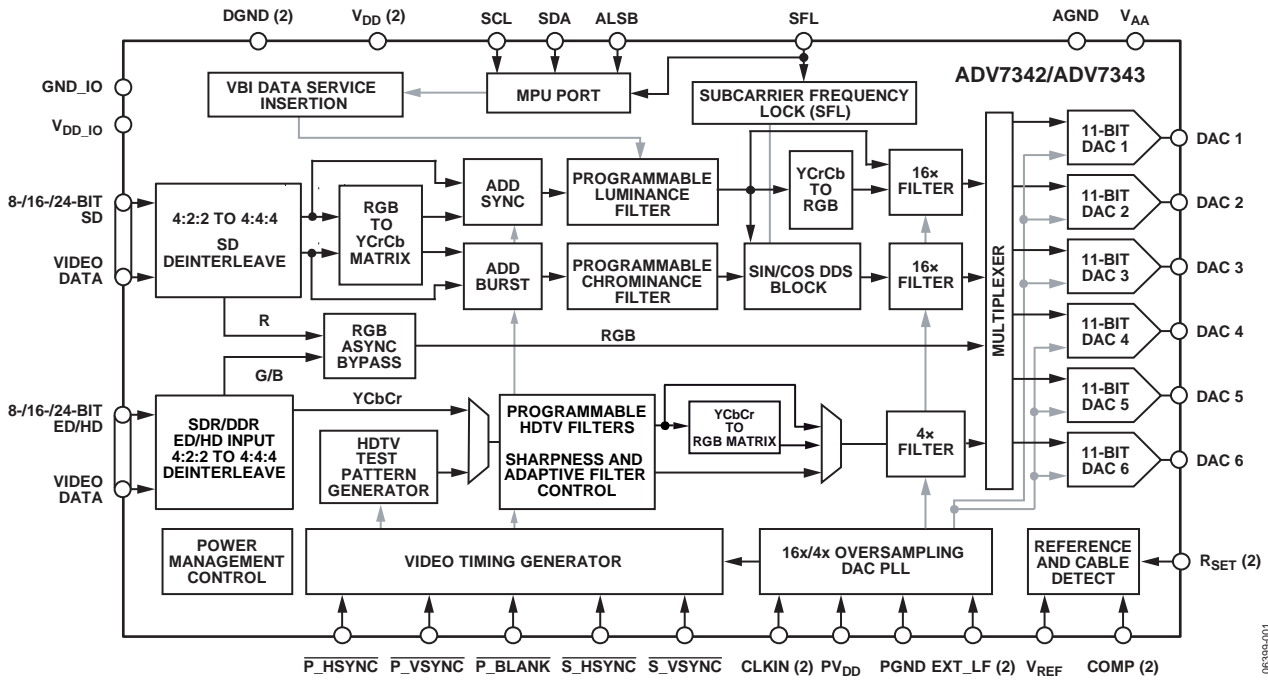 DGND (2)
VDD (2)
SCL
SDA
ALSB
SFL
AGND
VAA
GND_IO
VDD_IO
VBI DATA SERVICE
INSERTION
MPU PORT
SUBCARRIER FREQUENCY
LOCK (SFL)
ADV7342/ADV7343
8-/16-/24-BIT
SD
VIDEO
DATA
4:2:2 TO 4:4:4
SD
DEINTERLEAVE
RGB
TO
YCrCb
MATRIX
ADD
SYNC
ADD
BURST
PROGRAMMABLE
LUMINANCE
FILTER
PROGRAMMABLE
CHROMINANCE
FILTER
YCrCb
TO
RGB
SIN/COS DDS
BLOCK
16×
FILTER
16×
FILTER
MULTIPLEXER
11-BIT
DAC 1
DAC 1
11-BIT
DAC 2
DAC 2
11-BIT
DAC 3
DAC 3
11-BIT
DAC 4
DAC 4
11-BIT
DAC 5
DAC 5
11-BIT
DAC 6
DAC 6
R
G/B
RGB
ASYNC
BYPASS
RGB
8-/16-/24-BIT
ED/HD
VIDEO
DATA
SDR/DDR
ED/HD INPUT
4:2:2 TO 4:4:4
DEINTERLEAVE
YCbCr
HDTV
TEST
PATTERN
GENERATOR
PROGRAMMABLE
HDTV FILTERS
SHARPNESS AND
ADAPTIVE FILTER
CONTROL
YCbCr
TO
RGB MATRIX
4×
FILTER
POWER
MANAGEMENT
CONTROL
VIDEO TIMING GENERATOR
16x/4x OVERSAMPLING
DAC PLL
REFERENCE
AND CABLE
DETECT
RSET (2)
P_HSYNC
P_VSYNC
P_BLANK
S_HSYNC
S_VSYNC
CLKIN (2)
PVDD
PGND
EXT_LF (2)
VREF
COMP (2)
06399-001